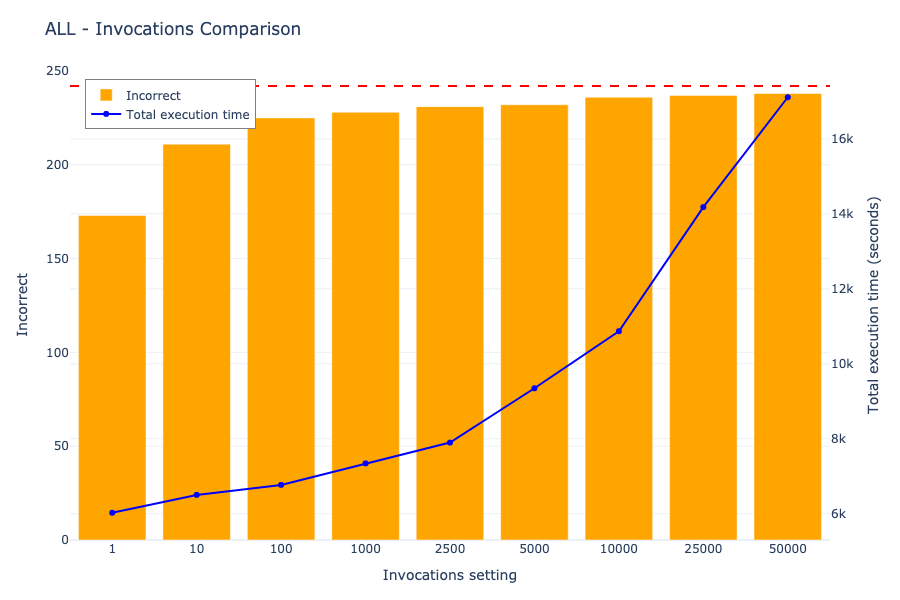 ALL - Invocations Comparison
Incorrect
Total execution time
250
200
150
100
50
0
Incorrect
16k
14k
12k
10k
8k
6k
Total execution time (seconds)
1 10 100 1000 2500 5000 10000 25000 50000
Invocations setting